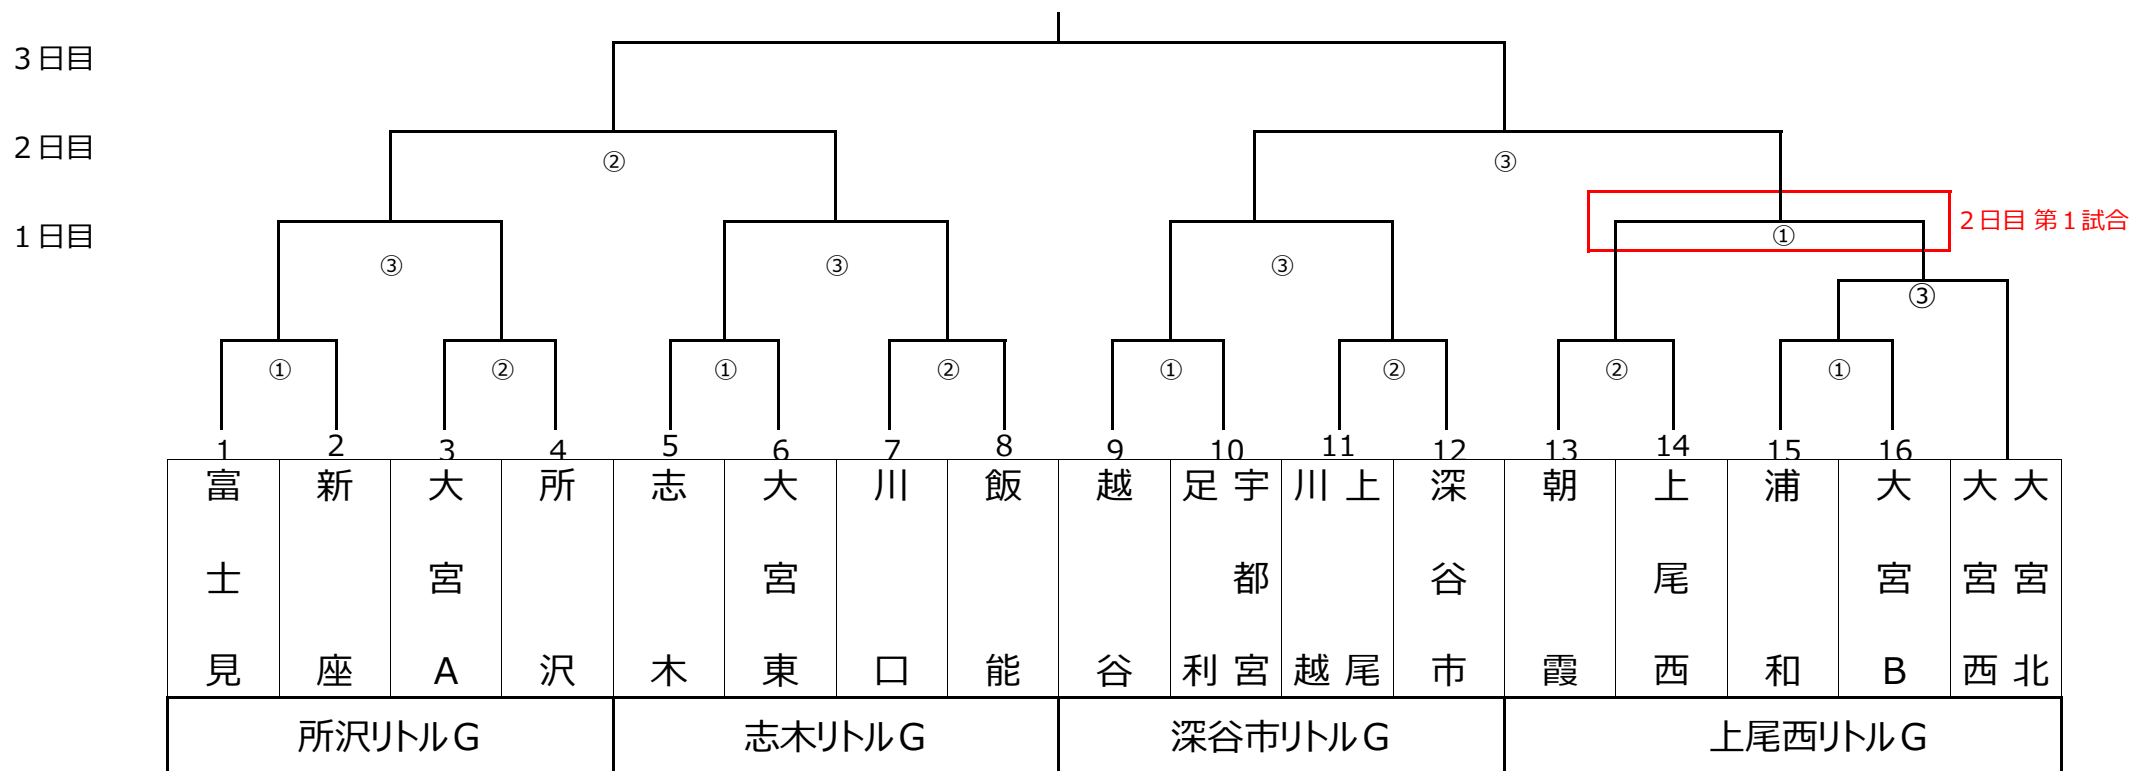 3日目
2日目
② ③
1日目
① 2日目 第1試合
③ ③ ③
③
① ② ① ② ① ② ② ①
1 2 3 4 5 6 7 8 9 10 11 12 13 14 15 16
富士見
新座
大宮A
所沢
志木
大宮東
川口
飯能
越谷
宇都宮
足利
上尾
川越
深谷市
朝霞
上尾西
浦和
大宮B
大宮北
大宮西
所沢リトルG 志木リトルG 深谷市リトルG 上尾西リトルG